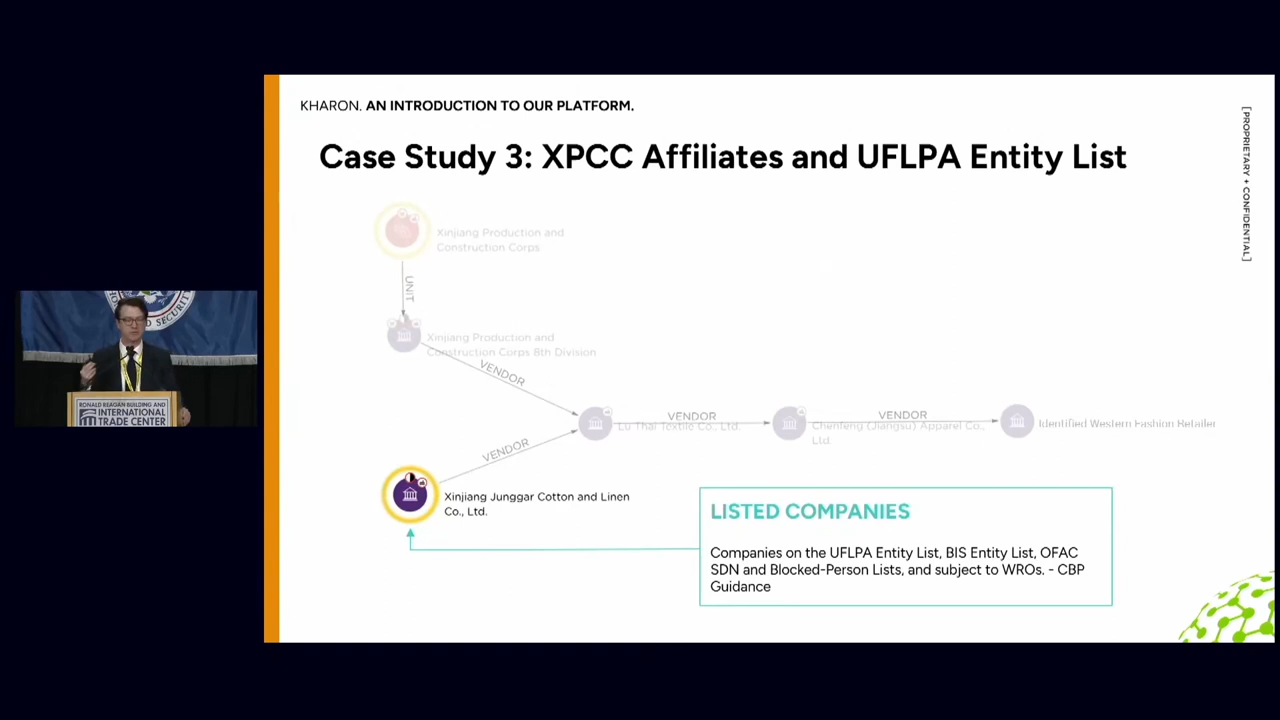 KHARON. AN INTRODUCTION TO OUR PLATFORM.
[PROPRIETARY + CONFIDENTIAL]
Case Study 3: XPCC Affiliates and UFLPA Entity List
Xinjiang Production and
Construction Corps
UNIT
Xinjiang Production and
Construction Corps 8th Division
VENDOR
VENDOR
Lu Thai Textile Co., Ltd.
VENDOR
Chenfeng (Jiangsu) Apparel Co.,
Ltd.
VENDOR
Identified Western Fashion Retailer
Xinjiang Junggar Cotton and Linen
Co., Ltd.
LISTED COMPANIES
Companies on the UFLPA Entity List, BIS Entity List, OFAC
SDN and Blocked-Person Lists, and subject to WROs. - CBP
Guidance
D SECURITY
RONALD REAGAN BUILDING AND
INTERNATIONAL
TRADE CENTER